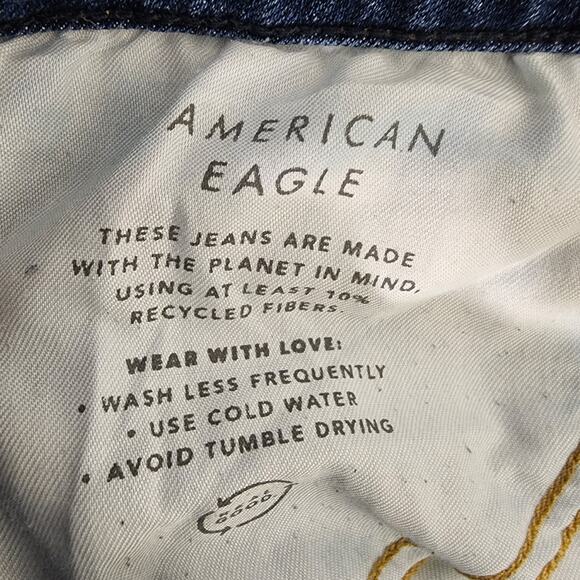 AMERICAN
EAGLE
THESE JEANS ARE MADE
WITH THE PLANET IN MIND,
USING AT LEAST 10%
RECYCLED FIBERS.
WEAR WITH LOVE:
• WASH LESS FREQUENTLY
• USE COLD WATER
• AVOID TUMBLE DRYING
GOOD